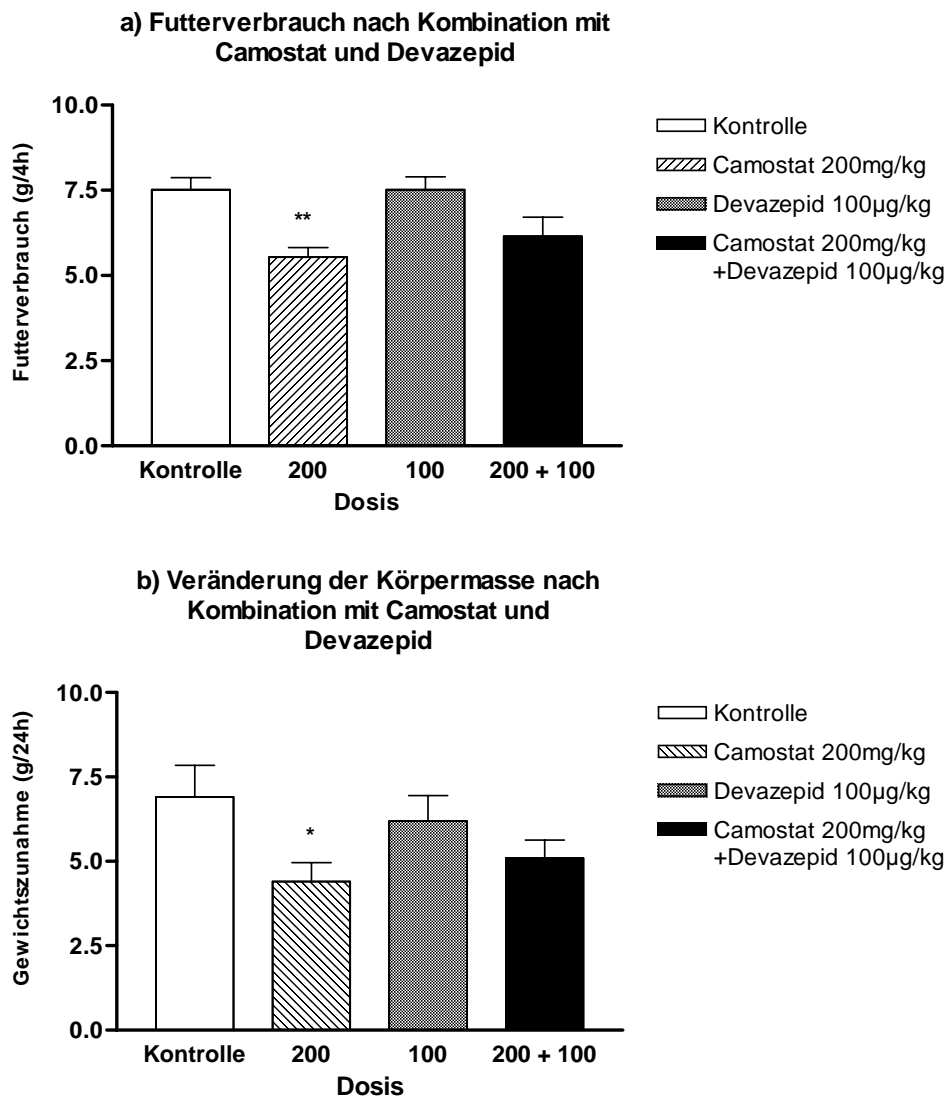 a) Futterverbrauch nach Kombination mit
Camostat und Devazepid
Futterverbrauch (g/4h)
10.0
7.5
5.0
2.5
0.0
**
Kontrolle
200
100
200 + 100
Dosis
Kontrolle
Camostat 200mg/kg
Devazepid 100µg/kg
Camostat 200mg/kg
+Devazepid 100µg/kg
b) Veränderung der Körpermasse nach
Kombination mit Camostat und
Devazepid
Gewichtszunahme (g/24h)
10.0
7.5
5.0
2.5
0.0
*
Kontrolle
200
100
200 + 100
Dosis
Kontrolle
Camostat 200mg/kg
Devazepid 100µg/kg
Camostat 200mg/kg
+Devazepid 100µg/kg